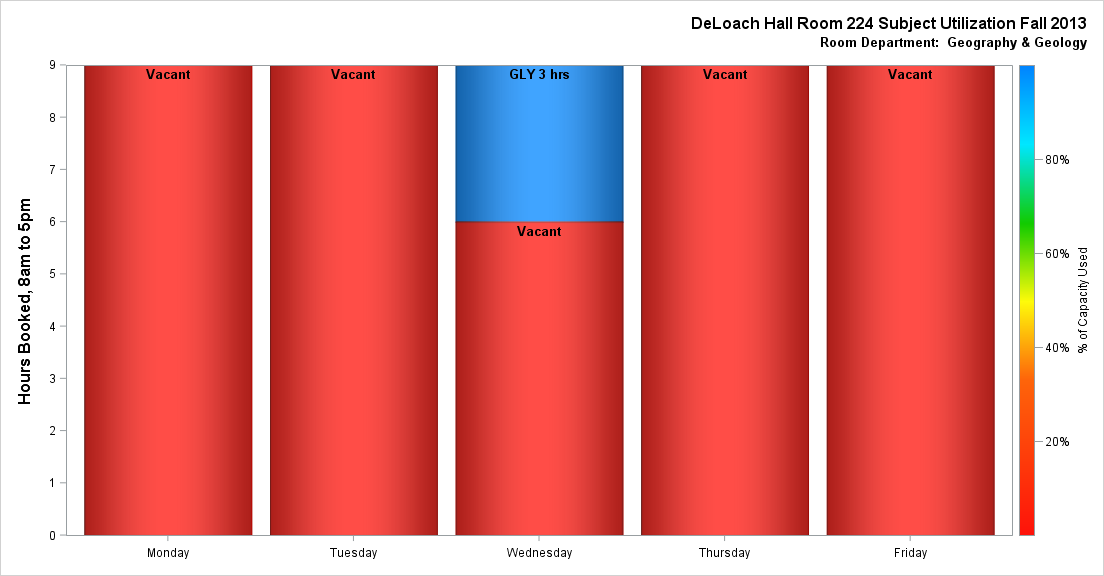 DeLoach Hall Room 224 Subject Utilization Fall 2013
Room Department:  Geography & Geology
Hours Booked, 8am to 5pm
9
8
7
6
5
4
3
2
1
0
Vacant
Vacant
GLY 3 hrs
Vacant
Vacant
Vacant
Monday
Tuesday
Wednesday
Thursday
Friday
80%
60%
40%
20%
% of Capacity Used